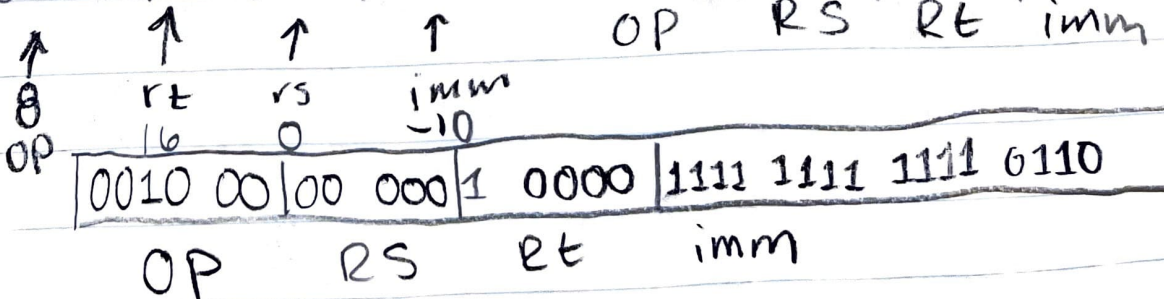 OP RS Rt imm
8 rt rs imm
OP 16 0 -10
0010 00|00 000|1 0000|1111 1111 1111 0110
OP RS Rt imm